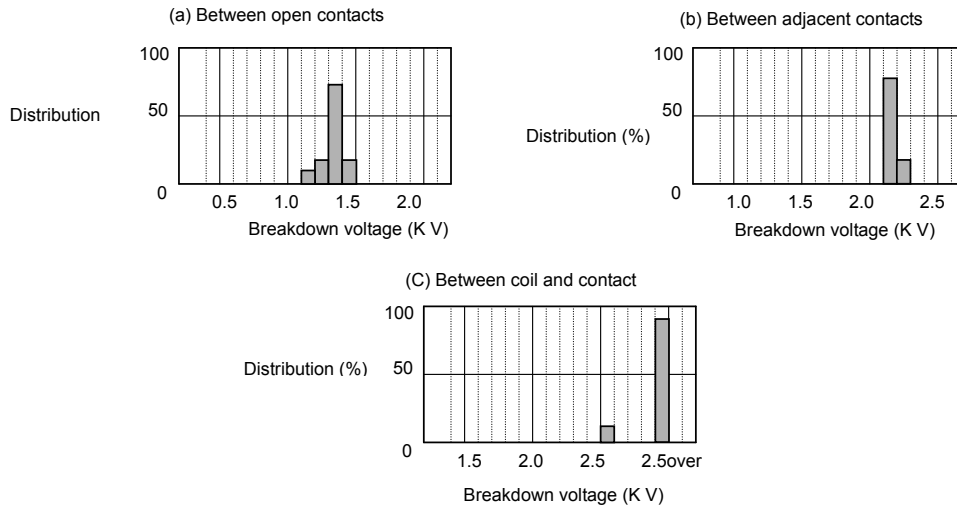 (a) Between open contacts
100
Distribution
50
0
0.5 1.0 1.5 2.0
Breakdown voltage (K V)
(b) Between adjacent contacts
100
50
Distribution (%)
0
1.0 1.5 2.0 2.5
Breakdown voltage (K V)
(C) Between coil and contact
100
Distribution (%)
50
0
1.5 2.0 2.5 2.5over
Breakdown voltage (K V)